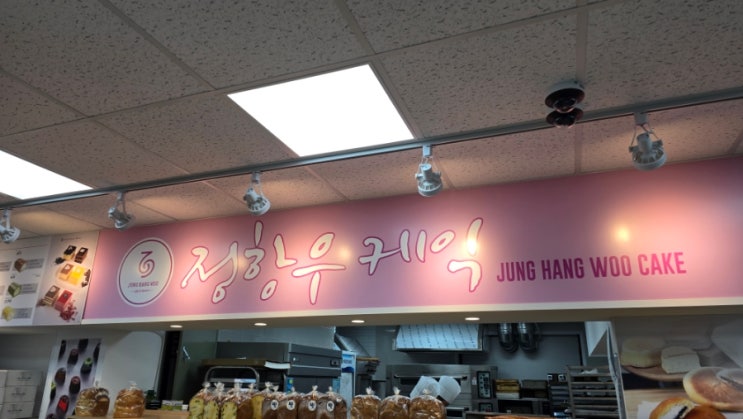 정항우 케익
JUNG HANG WOO CAKE
JUNG HANG WOO